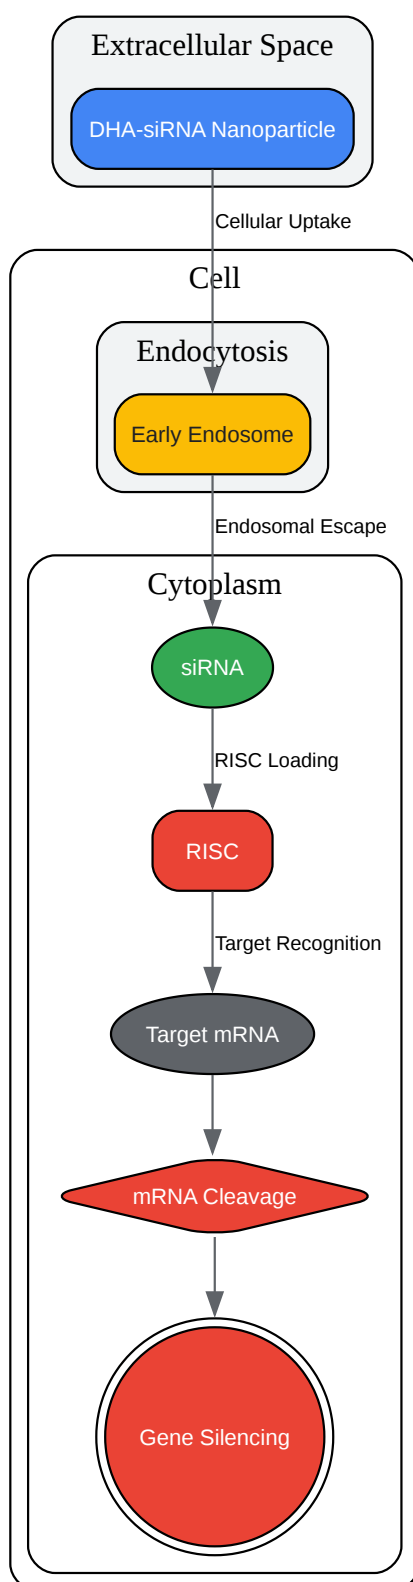 Extracellular Space
DHA-siRNA Nanoparticle
Cellular Uptake
Cell
Endocytosis
Early Endosome
Endosomal Escape
Cytoplasm
siRNA
RISC Loading
RISC
Target Recognition
Target mRNA
mRNA Cleavage
Gene Silencing